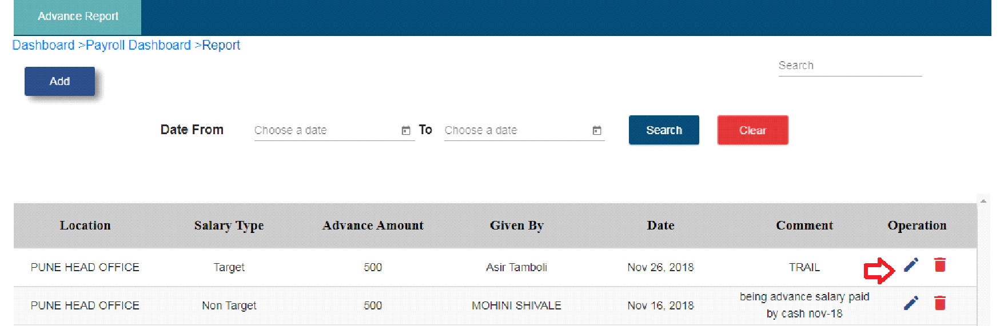 Advance Report
Dashboard >Payroll Dashboard >Report
Search
Add
Date From Choose a date To Choose a date Search Clear
Location Salary Type Advance Amount Given By Date Comment Operation
PUNE HEAD OFFICE Target 500 Asir Tamboli Nov 26, 2018 TRAIL
PUNE HEAD OFFICE Non Target 500 MOHINI SHIVALE Nov 16, 2018 being advance salary paid
by cash nov-18